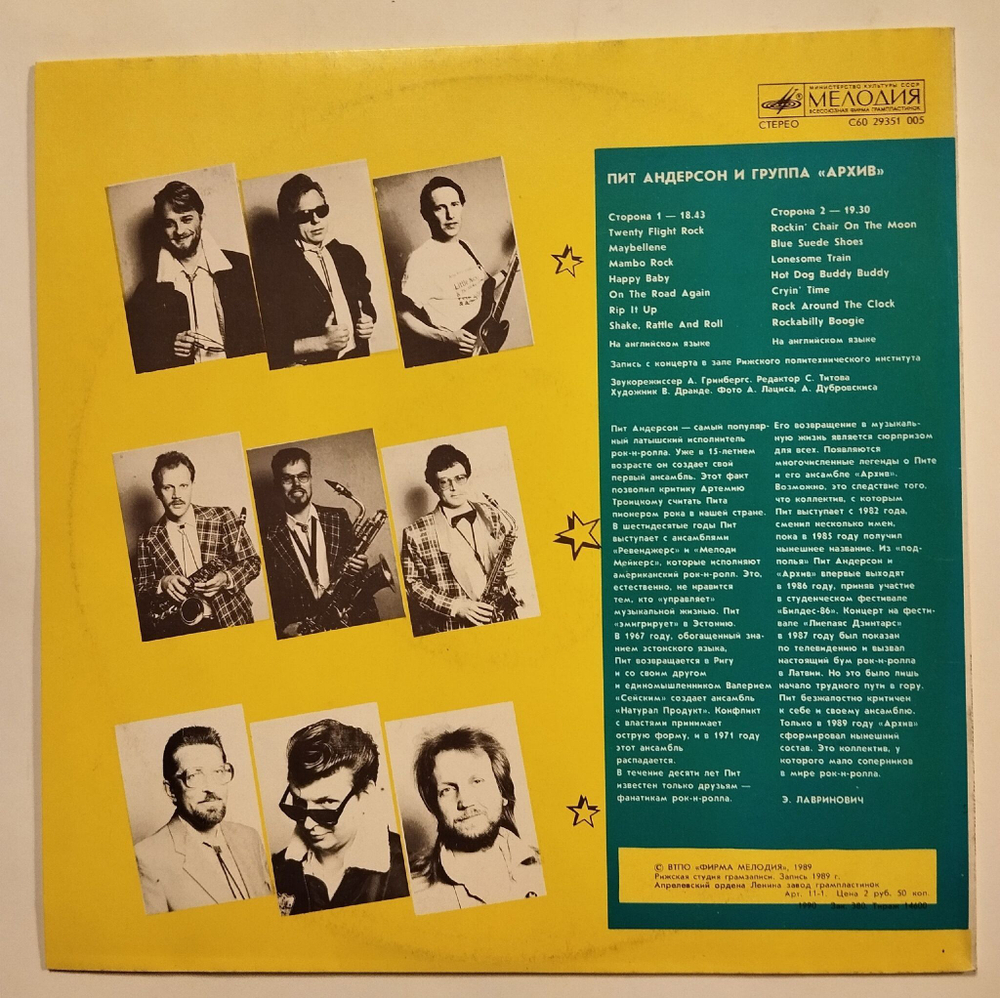 МИНИСТЕРСТВО КУЛЬТУРЫ СССР
МЕЛОДИЯ
ВСЕСОЮЗНАЯ ФИРМА ГРАМПЛАСТИНОК
СТЕРЕО С60 29351 005
ПИТ АНДЕРСОН И ГРУППА «АРХИВ»
Сторона 1 — 18.43
Twenty Flight Rock
Maybellene
Mambo Rock
Happy Baby
On The Road Again
Rip It Up
Shake, Rattle And Roll
На английском языке
Сторона 2 — 19.30
Rockin' Chair On The Moon
Blue Suede Shoes
Lonesome Train
Hot Dog Buddy Buddy
Cryin' Time
Rock Around The Clock
Rockabilly Boogie
На английском языке
Запись с концерта в зале Рижского политехнического института
Звукорежиссер А. Гринбергс. Редактор С. Титова
Художник В. Дранде. Фото А. Лациса, А. Дубровскиса
Пит Андерсон — самый популяр-
ный латышский исполнитель
рок-н-ролла. Уже в 15-летнем
возрасте он создает свой
первый ансамбль. Этот факт
позволил критику Артемию
Троицкому считать Пита
пионером рока в нашей стране.
В шестидесятые годы Пит
выступает с ансамблями
«Ревенджерс» и «Мелоди
Мейкерс», которые исполняют
американский рок-н-ролл. Это,
естественно, не нравится
тем, кто «управляет»
музыкальной жизнью. Пит
«эмигрирует» в Эстонию.
В 1967 году, обогащенный зна-
нием эстонского языка,
Пит возвращается в Ригу
и со своим другом
и единомышленником Валерием
«Сейским» создает ансамбль
«Натурал Продукт». Конфликт
с властями принимает
острую форму, и в 1971 году
этот ансамбль
распадается.
В течение десяти лет Пит
известен только друзьям —
фанатикам рок-н-ролла.
Его возвращение в музыкаль-
ную жизнь является сюрпризом
для всех. Появляются
многочисленные легенды о Пите
и его ансамбле «Архив».
Возможно, это следствие того,
что коллектив, с которым
Пит выступает с 1982 года,
сменил несколько имен,
пока в 1985 году получил
нынешнее название. Из «под-
полья» Пит Андерсон и
«Архив» впервые выходят
в 1986 году, приняв участие
в студенческом фестивале
«Билдес-86». Концерт на фести-
вале «Лиепаяс Дзинтарс»
в 1987 году был показан
по телевидению и вызвал
настоящий бум рок-н-ролла
в Латвии. Но это было лишь
начало трудного пути в гору.
Пит безжалостно критичен
к себе и своему ансамблю.
Только в 1989 году «Архив»
сформировал нынешний
состав. Это коллектив, у
которого мало соперников
в мире рок-н-ролла.
Э. ЛАВРИНОВИЧ
© ВТПО «ФИРМА МЕЛОДИЯ», 1989
Рижская студия грамзаписи. Запись 1989 г.
Апрелевский ордена Ленина завод грампластинок
Арт. 11-1. Цена 2 руб. 50 коп.
1990 Зак. 380 Тираж 14600